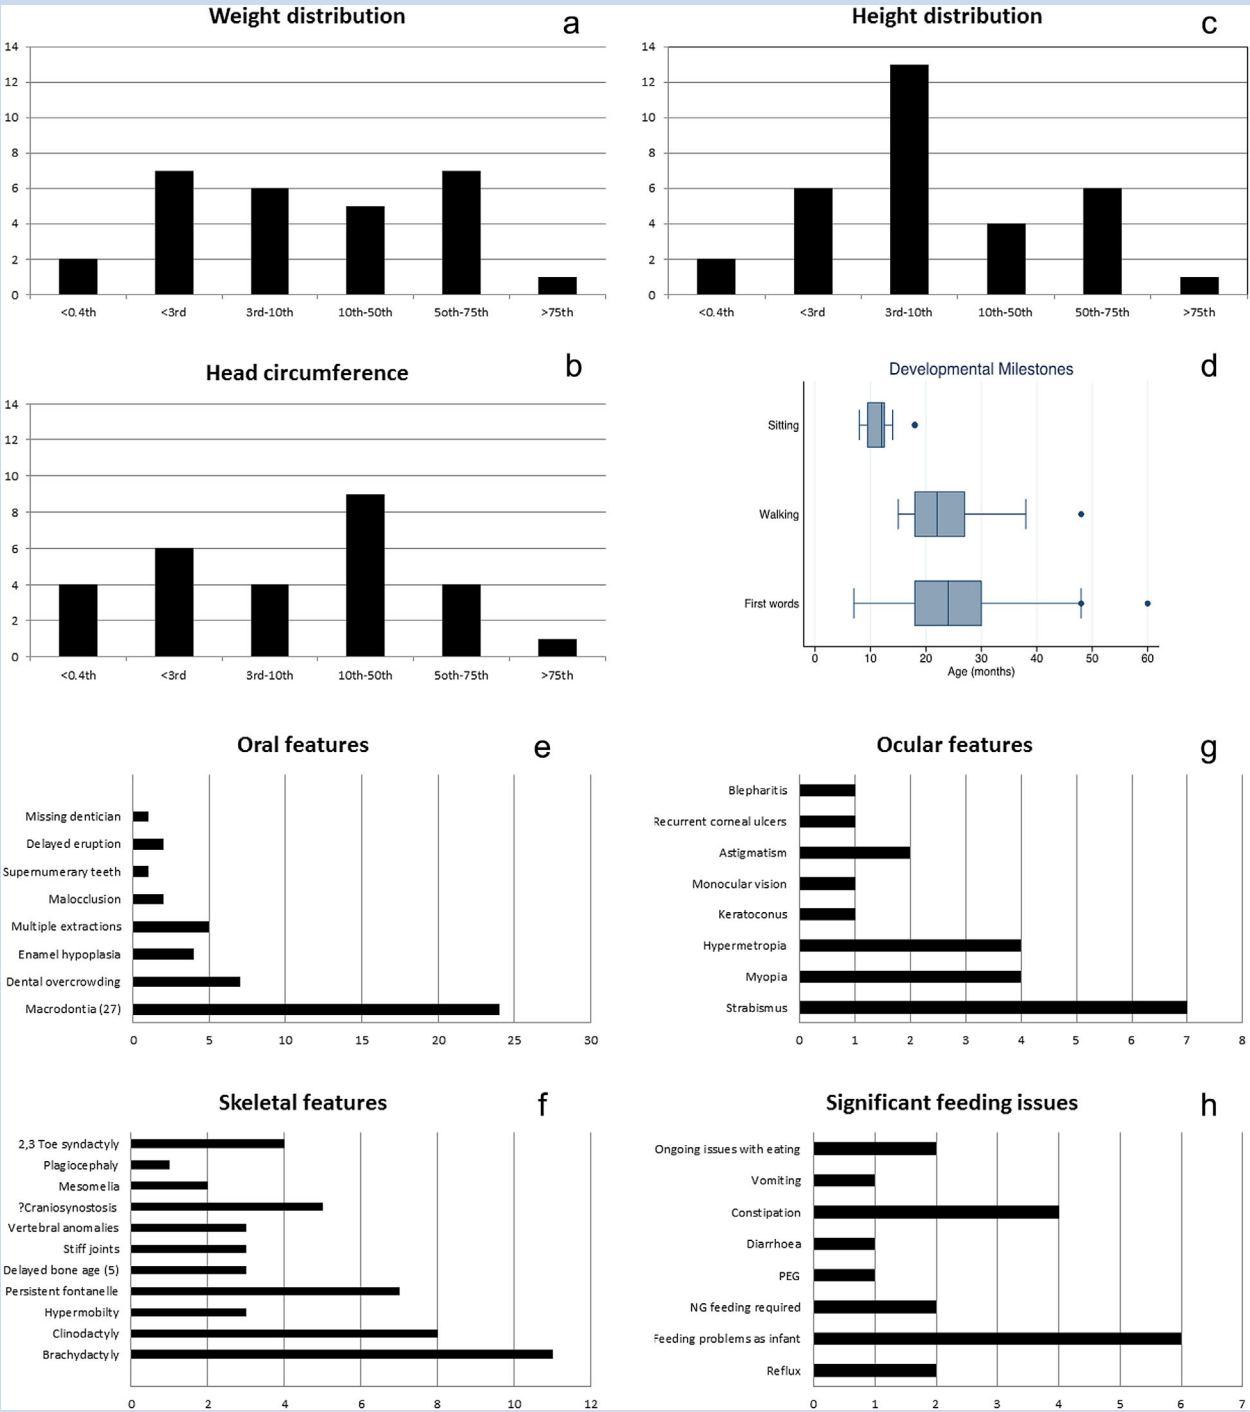 Weight distribution
a
14
12
10
8
6
4
2
0
<0.4th <3rd 3rd-10th 10th-50th 5oth-75th >75th
Height distribution
c
14
12
10
8
6
4
2
0
<0.4th <3rd 3rd-10th 10th-50th 50th-75th >75th
Head circumference
b
14
12
10
8
6
4
2
0
<0.4th <3rd 3rd-10th 10th-50th 5oth-75th >75th
Developmental Milestones
d
Sitting
Walking
First words
0 10 20 30 40 50 60
Age (months)
Oral features
e
Missing dentician
Delayed eruption
Supernumerary teeth
Malocclusion
Multiple extractions
Enamel hypoplasia
Dental overcrowding
Macrodontia (27)
0 5 10 15 20 25 30
Ocular features
g
Blepharitis
Recurrent corneal ulcers
Astigmatism
Monocular vision
Keratoconus
Hypermetropia
Myopia
Strabismus
0 1 2 3 4 5 6 7 8
Skeletal features
f
2,3 Toe syndactyly
Plagiocephaly
Mesomelia
?Craniosynostosis
Vertebral anomalies
Stiff joints
Delayed bone age (5)
Persistent fontanelle
Hypermobilty
Clinodactyly
Brachydactyly
0 2 4 6 8 10 12
Significant feeding issues
h
Ongoing issues with eating
Vomiting
Constipation
Diarrhoea
PEG
NG feeding required
Feeding problems as infant
Reflux
0 1 2 3 4 5 6 7